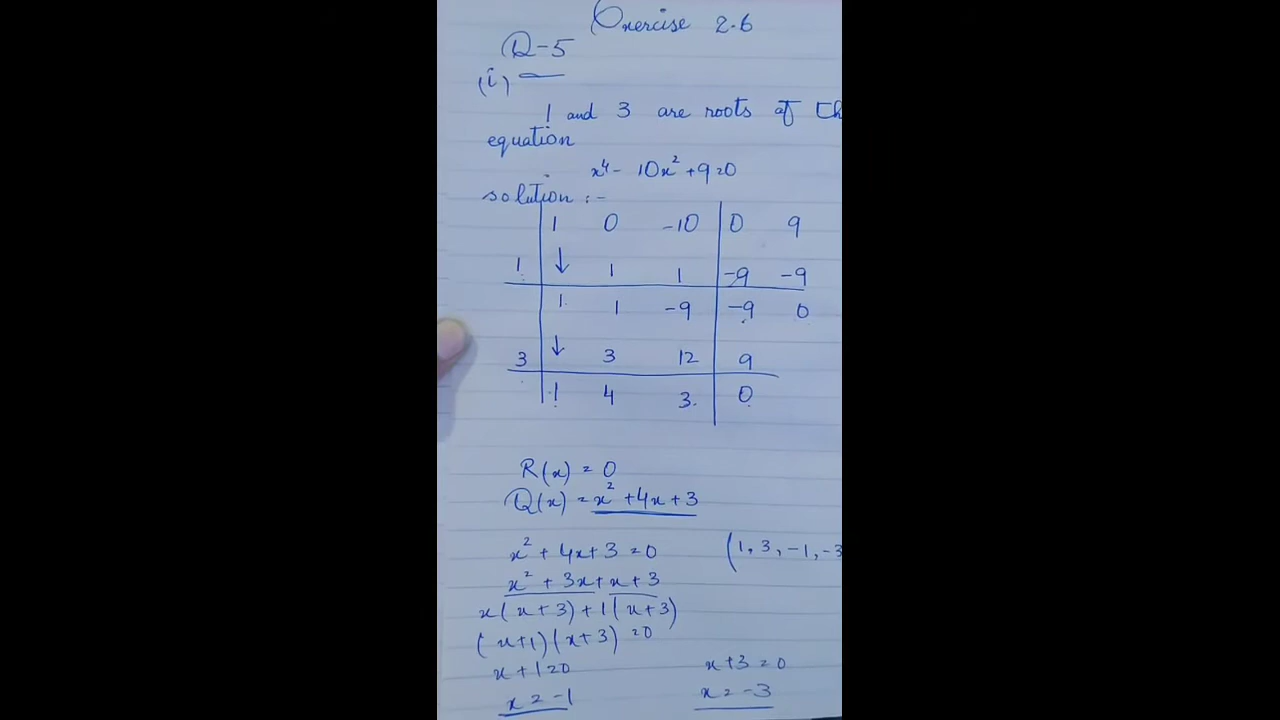 Exercise 2.6
Q-5
(i)
1 and 3 are roots of th
equation
x⁴ - 10x² + 9 = 0
solution :-
1 0 -10 0 9
1 ↓ 1 1 -9 -9
1 1 -9 -9 0
3 ↓ 3 12 9
1 4 3 0
R(x) = 0
Q(x) = x² + 4x + 3
x² + 4x + 3 = 0 (1, 3, -1, -3
x² + 3x + x + 3
x(x+3) + 1(x+3)
(x+1)(x+3) = 0
x + 1 = 0 x + 3 = 0
x = -1 x = -3